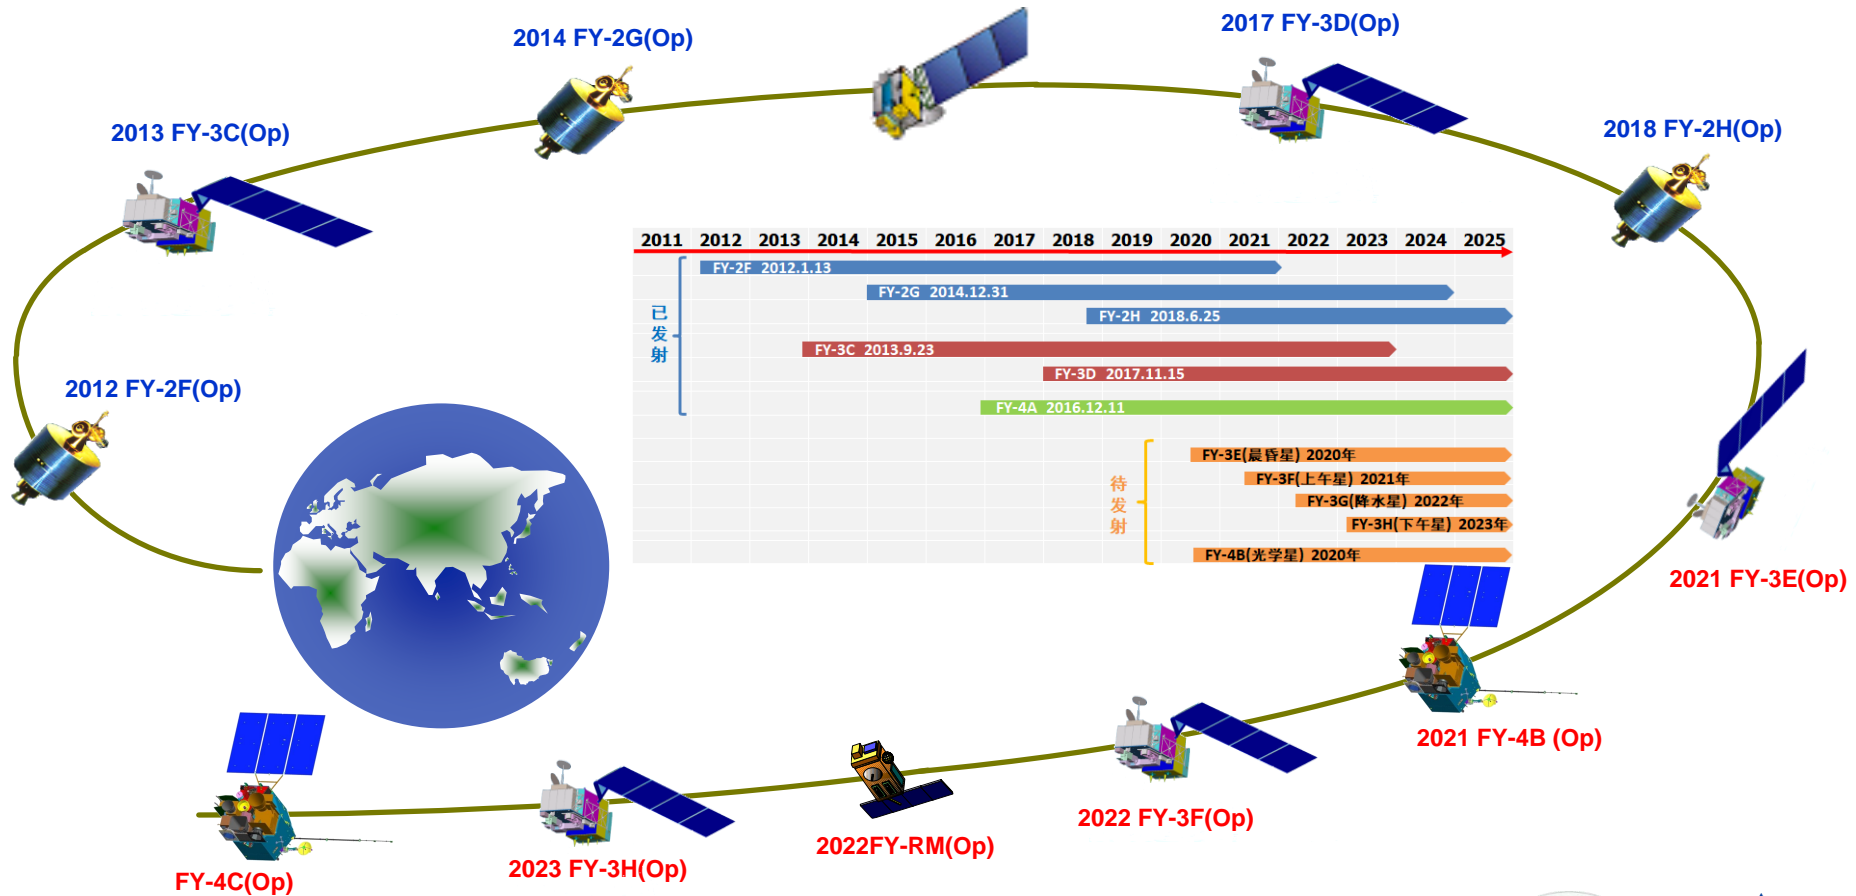 2014 FY-2G(Op)
2017 FY-3D(Op)
2013 FY-3C(Op)
2018 FY-2H(Op)
2011 2012 2013 2014 2015 2016 2017 2018 2019 2020 2021 2022 2023 2024 2025
已发射
FY-2F 2012.1.13
FY-2G 2014.12.31
FY-2H 2018.6.25
FY-3C 2013.9.23
FY-3D 2017.11.15
FY-4A 2016.12.11
2012 FY-2F(Op)
待发射
FY-3E(晨昏星) 2020年
FY-3F(上午星) 2021年
FY-3G(降水星) 2022年
FY-3H(下午星) 2023年
FY-4B(光学星) 2020年
2021 FY-3E(Op)
2021 FY-4B (Op)
2022 FY-3F(Op)
2022FY-RM(Op)
2023 FY-3H(Op)
FY-4C(Op)